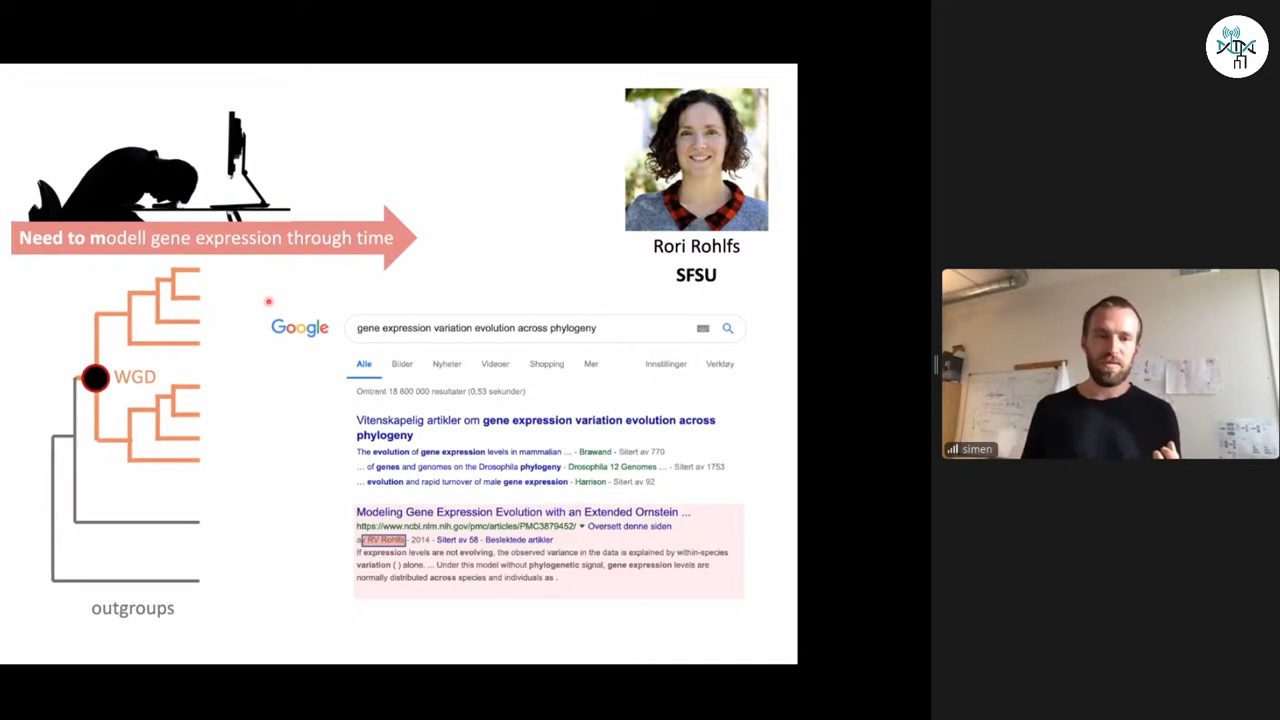 Rori Rohlfs
SFSU
Need to modell gene expression through time
WGD
outgroups
Google
gene expression variation evolution across phylogeny
Alle Bilder Nyheter Videoer Shopping Mer Innstillinger Verktøy
Omtrent 18 600 000 resultater (0,53 sekunder)
Vitenskapelig artikler om gene expression variation evolution across
phylogeny
The evolution of gene expression levels in mammalian ... - Brawand - Sitert av 770
... of genes and genomes on the Drosophila phylogeny - Drosophila 12 Genomes ... - Sitert av 1753
... evolution and rapid turnover of male gene expression - Harrison - Sitert av 92
Modeling Gene Expression Evolution with an Extended Ornstein ...
https://www.ncbi.nlm.nih.gov/pmc/articles/PMC3879452/ ▾ Oversett denne siden
av RV Rohlfs - 2014 - Sitert av 58 - Beslektede artikler
If expression levels are not evolving, the observed variance in the data is explained by within-species
variation ( ) alone. ... Under this model without phylogenetic signal, gene expression levels are
normally distributed across species and individuals as .
simen